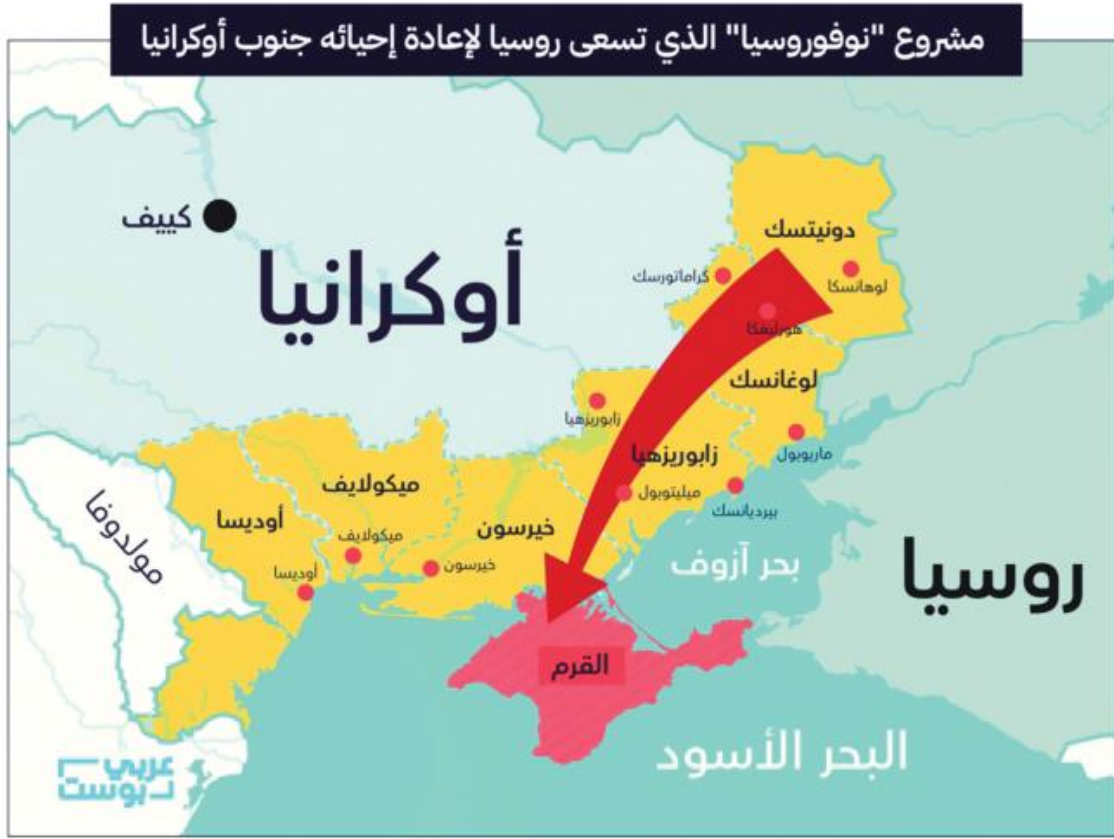 مشروع "نوفوروسيا" الذي تسعى روسيا لإعادة إحيائه جنوب أوكرانيا
كييف
أوكرانيا
دونيتسك
كراماتورسك
لوهانسكا
هورليفكا
لوغانسك
زابوريزهيا
ماريوبول
زابوريزهيا
ميليتوبول
بيرديانسك
ميكولايف
خيرسون
أوديسا
مولدوفا
ميكولايف
خيرسون
أوديسا
بحر آزوف
روسيا
القرم
البحر الأسود
عربي
بوست